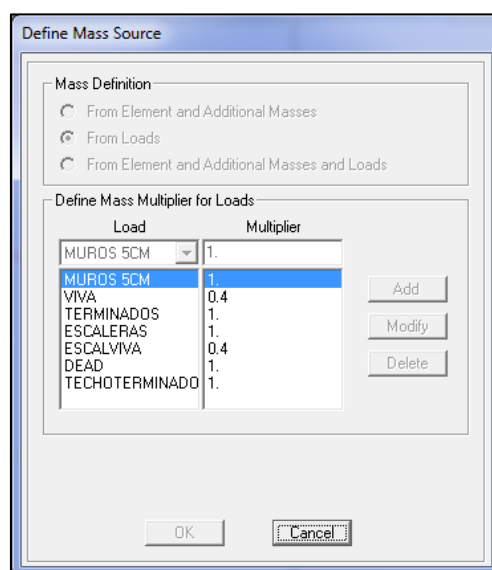 Define Mass Source
Mass Definition
From Element and Additional Masses
From Loads
From Element and Additional Masses and Loads
Define Mass Multiplier for Loads
Load Multiplier
MUROS 5CM 1.
MUROS 5CM 1.
VIVA 0.4
TERMINADOS 1.
ESCALERAS 1.
ESCALVIVA 0.4
DEAD 1.
TECHOTERMINADO 1.
Add
Modify
Delete
OK Cancel